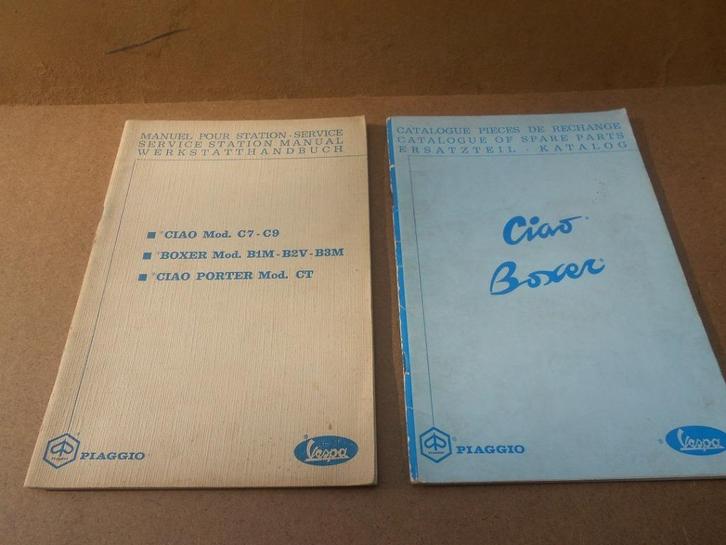 MANUEL POUR STATION-SERVICE
SERVICE STATION MANUAL
WERKSTATTHANDBUCH
CIAO Mod. C7-C9
BOXER Mod. B1M-B2V-B3M
CIAO PORTER Mod. CT
PIAGGIO
Vespa
CATALOGUE PIECES DE RECHANGE
CATALOGUE OF SPARE PARTS
ERSATZTEIL-KATALOG
Ciao
Boxer
PIAGGIO
Vespa